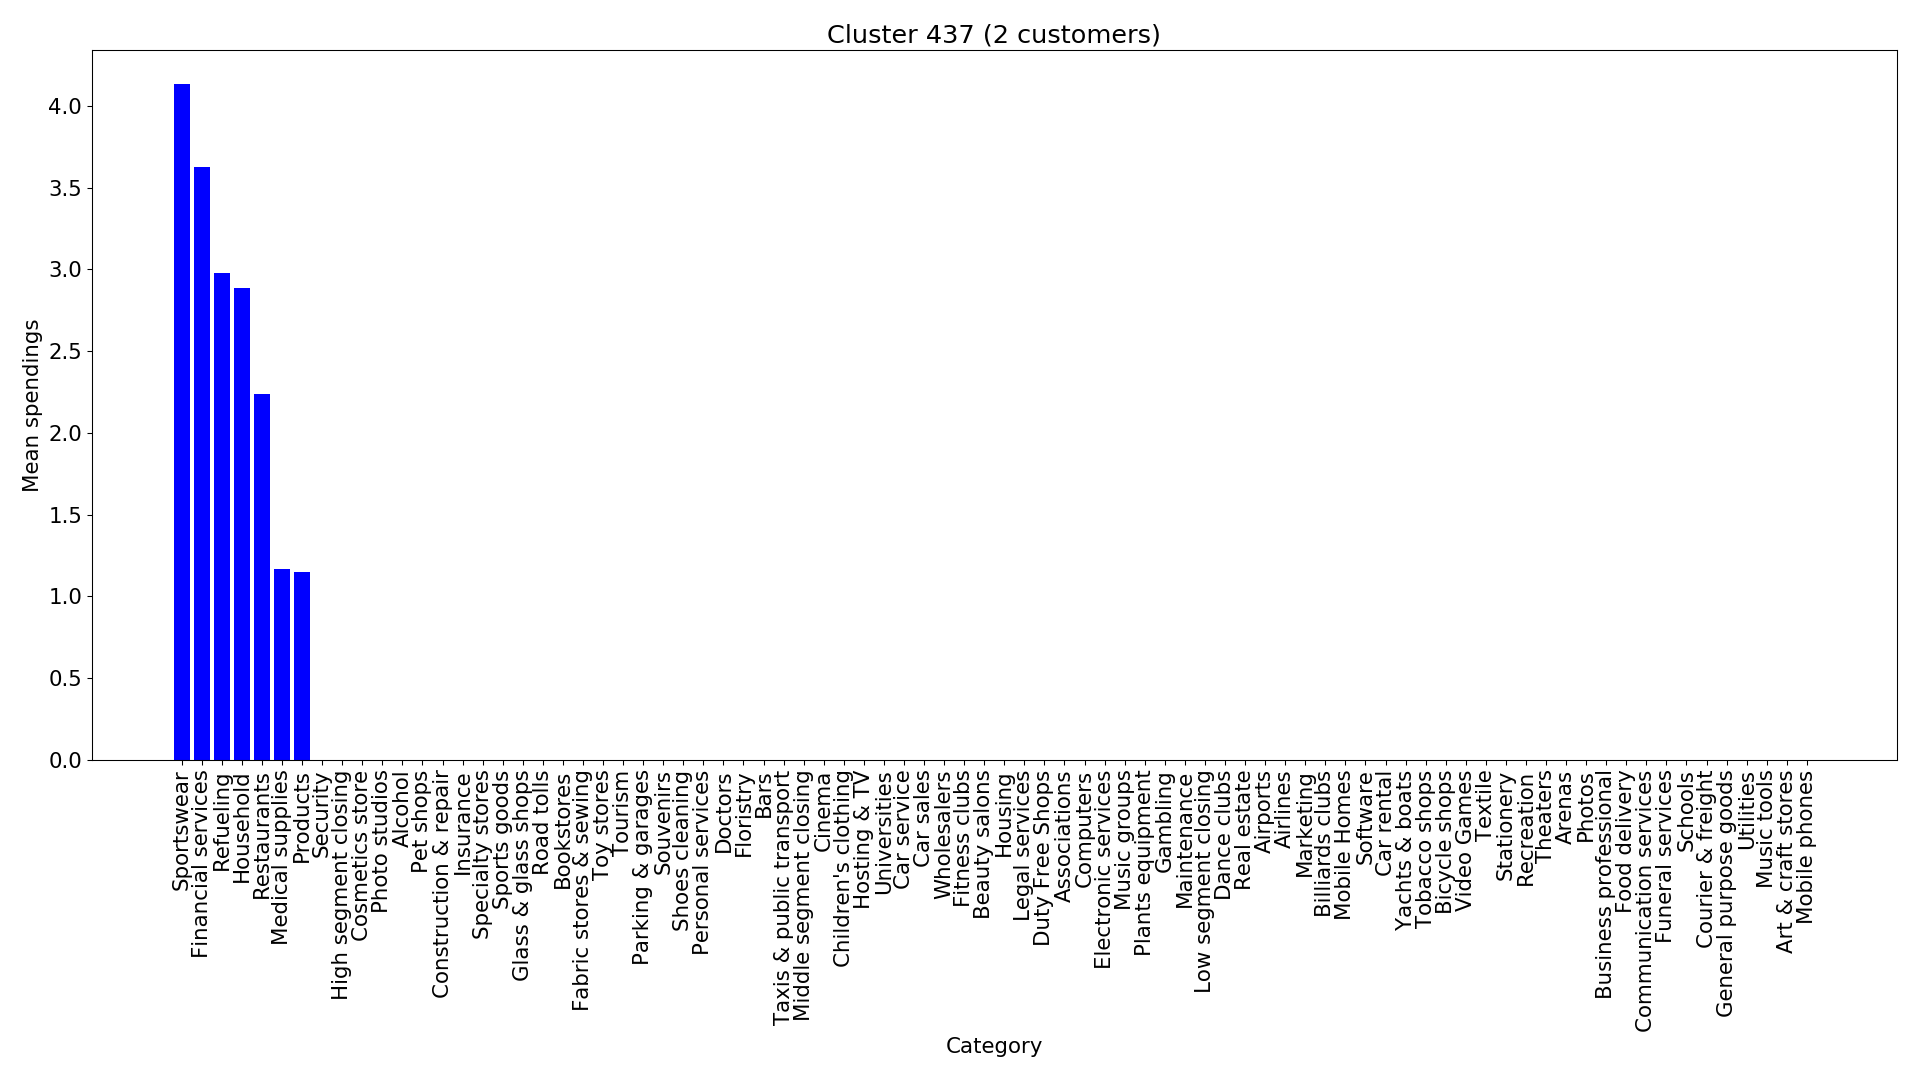 Cluster 437 (2 customers)
Mean spendings
4.0
3.5
3.0
2.5
2.0
1.5
1.0
0.5
0.0
Sportswear
Financial services
Refueling
Household
Restaurants
Medical supplies
Products
Security
High segment closing
Cosmetics store
Photo studios
Alcohol
Pet shops
Construction & repair
Insurance
Specialty stores
Sports goods
Glass & glass shops
Road tolls
Bookstores
Fabric stores & sewing
Toy stores
Tourism
Parking & garages
Souvenirs
Shoes cleaning
Personal services
Doctors
Floristry
Bars
Taxis & public transport
Middle segment closing
Cinema
Children's clothing
Hosting & TV
Universities
Car service
Car sales
Wholesalers
Fitness clubs
Beauty salons
Housing
Legal services
Duty Free Shops
Associations
Computers
Electronic services
Music groups
Plants equipment
Gambling
Maintenance
Low segment closing
Dance clubs
Real estate
Airports
Airlines
Marketing
Billiards clubs
Mobile Homes
Software
Car rental
Yachts & boats
Tobacco shops
Bicycle shops
Video Games
Textile
Stationery
Recreation
Theaters
Arenas
Photos
Business professional
Food delivery
Communication services
Funeral services
Schools
Courier & freight
General purpose goods
Utilities
Music tools
Art & craft stores
Mobile phones
Category